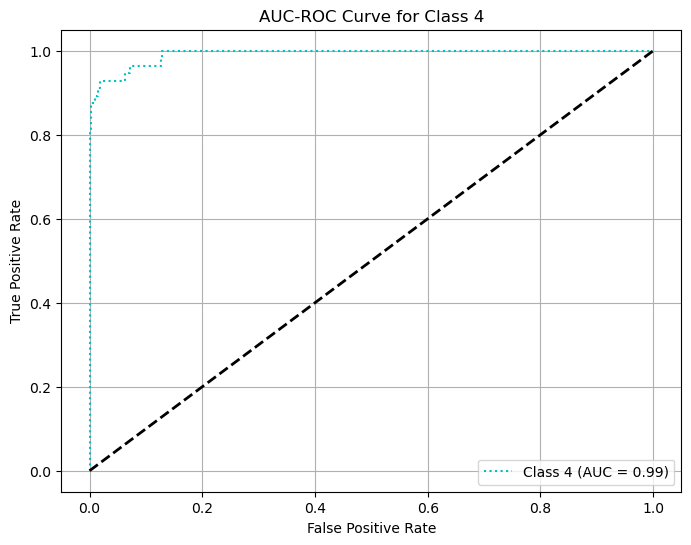 AUC-ROC Curve for Class 4
1.0
0.8
0.6
0.4
0.2
0.0
True Positive Rate
Class 4 (AUC = 0.99)
0.0 0.2 0.4 0.6 0.8 1.0
False Positive Rate